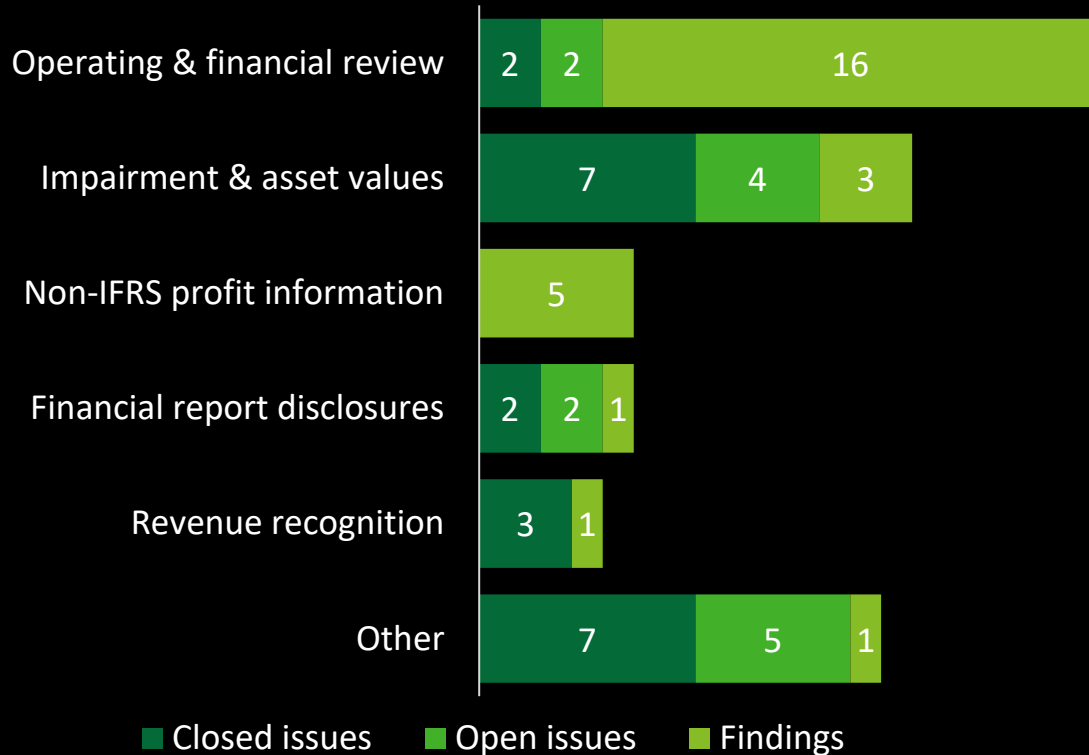 Operating & financial review 2 2 16
Impairment & asset values 7 4 3
Non-IFRS profit information 5
Financial report disclosures 2 2 1
Revenue recognition 3 1
Other 7 5 1
Closed issues Open issues Findings